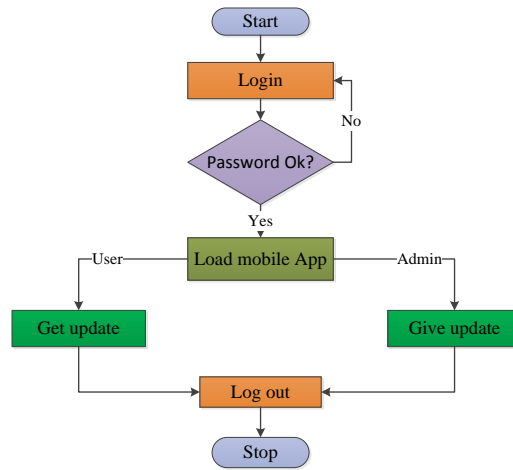 Start
Login
No
Password Ok?
Yes
User
Load mobile App
Admin
Get update
Give update
Log out
Stop